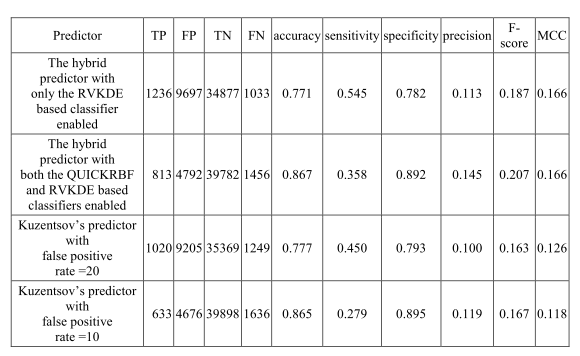 Predictor TP FP TN FN accuracy sensitivity specificity precision F-score MCC
The hybrid
predictor with
only the RVKDE
based classifier
enabled
1236 9697 34877 1033 0.771 0.545 0.782 0.113 0.187 0.166
The hybrid
predictor with
both the QUICKRBF
and RVKDE based
classifiers enabled
813 4792 39782 1456 0.867 0.358 0.892 0.145 0.207 0.166
Kuzentsov's predictor
with
false positive
rate =20
1020 9205 35369 1249 0.777 0.450 0.793 0.100 0.163 0.126
Kuzentsov's predictor
with
false positive
rate =10
633 4676 39898 1636 0.865 0.279 0.895 0.119 0.167 0.118